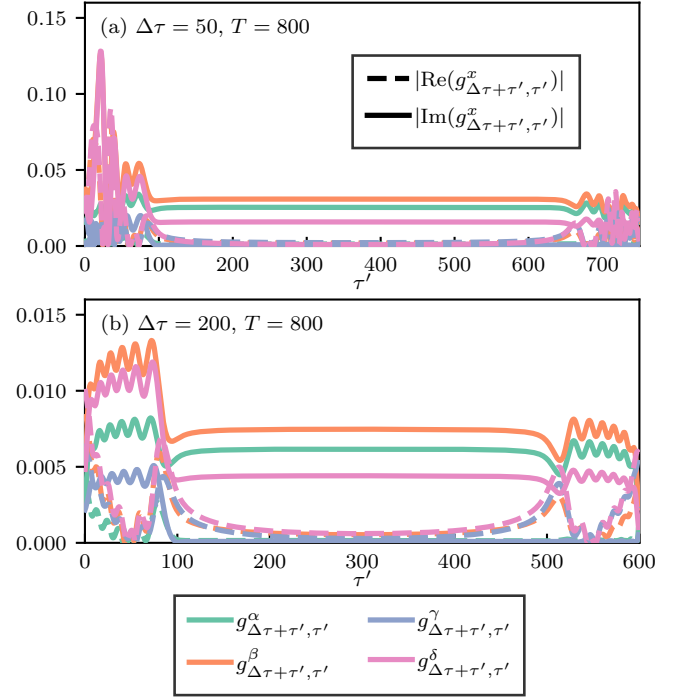 (a) Δτ = 50, T = 800
0.15
0.10
0.05
0.00
|Re(g^x_{Δτ+τ′,τ′})|
|Im(g^x_{Δτ+τ′,τ′})|
0 100 200 300 400 500 600 700
τ′
(b) Δτ = 200, T = 800
0.015
0.010
0.005
0.000
0 100 200 300 400 500 600
τ′
g^α_{Δτ+τ′,τ′} g^γ_{Δτ+τ′,τ′}
g^β_{Δτ+τ′,τ′} g^δ_{Δτ+τ′,τ′}